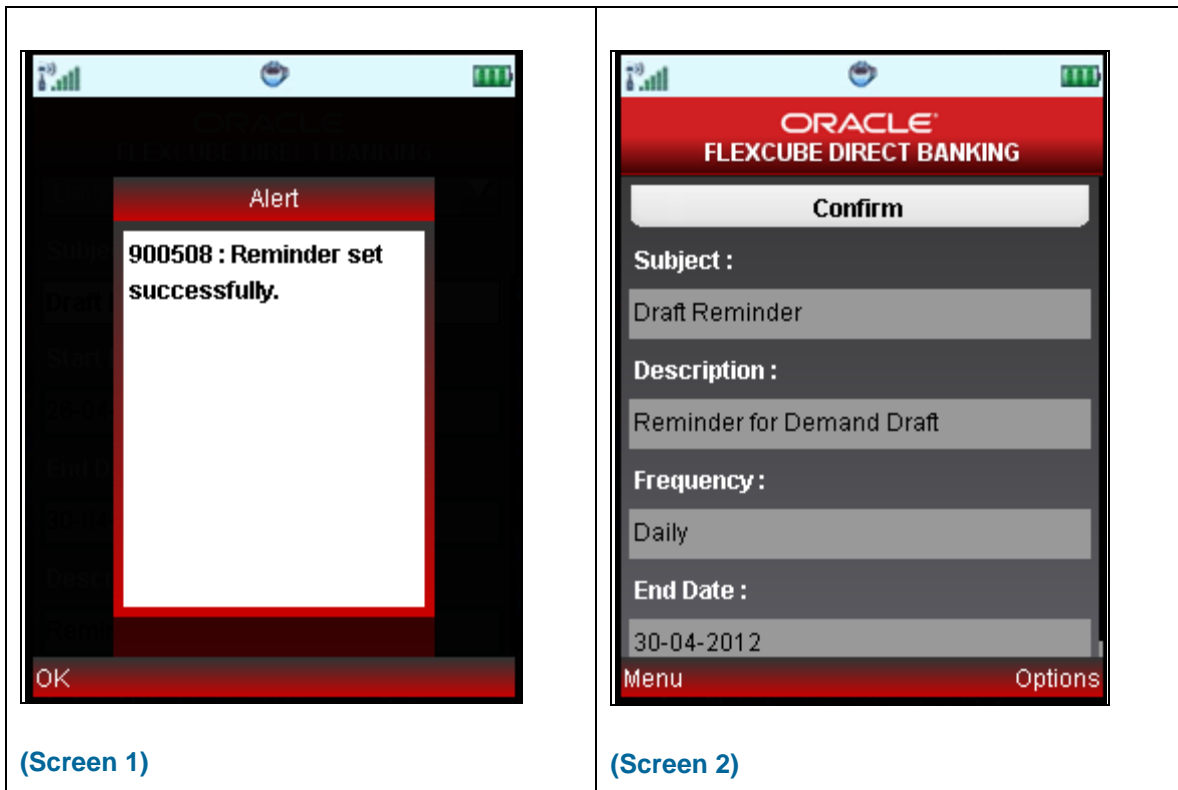 Alert
900508 : Reminder set
successfully.
OK
(Screen 1)
ORACLE
FLEXCUBE DIRECT BANKING
Confirm
Subject :
Draft Reminder
Description :
Reminder for Demand Draft
Frequency :
Daily
End Date :
30-04-2012
Menu
Options
(Screen 2)